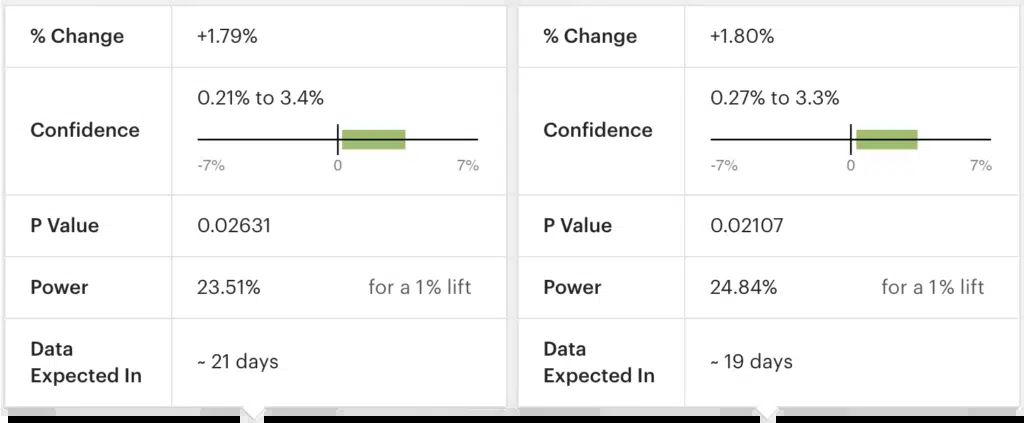 % Change
+1.79%
Confidence
0.21% to 3.4%
-7%
0
7%
P Value
0.02631
Power
23.51%
for a 1% lift
Data
Expected In
~ 21 days
% Change
+1.80%
Confidence
0.27% to 3.3%
-7%
0
7%
P Value
0.02107
Power
24.84%
for a 1% lift
Data
Expected In
~ 19 days